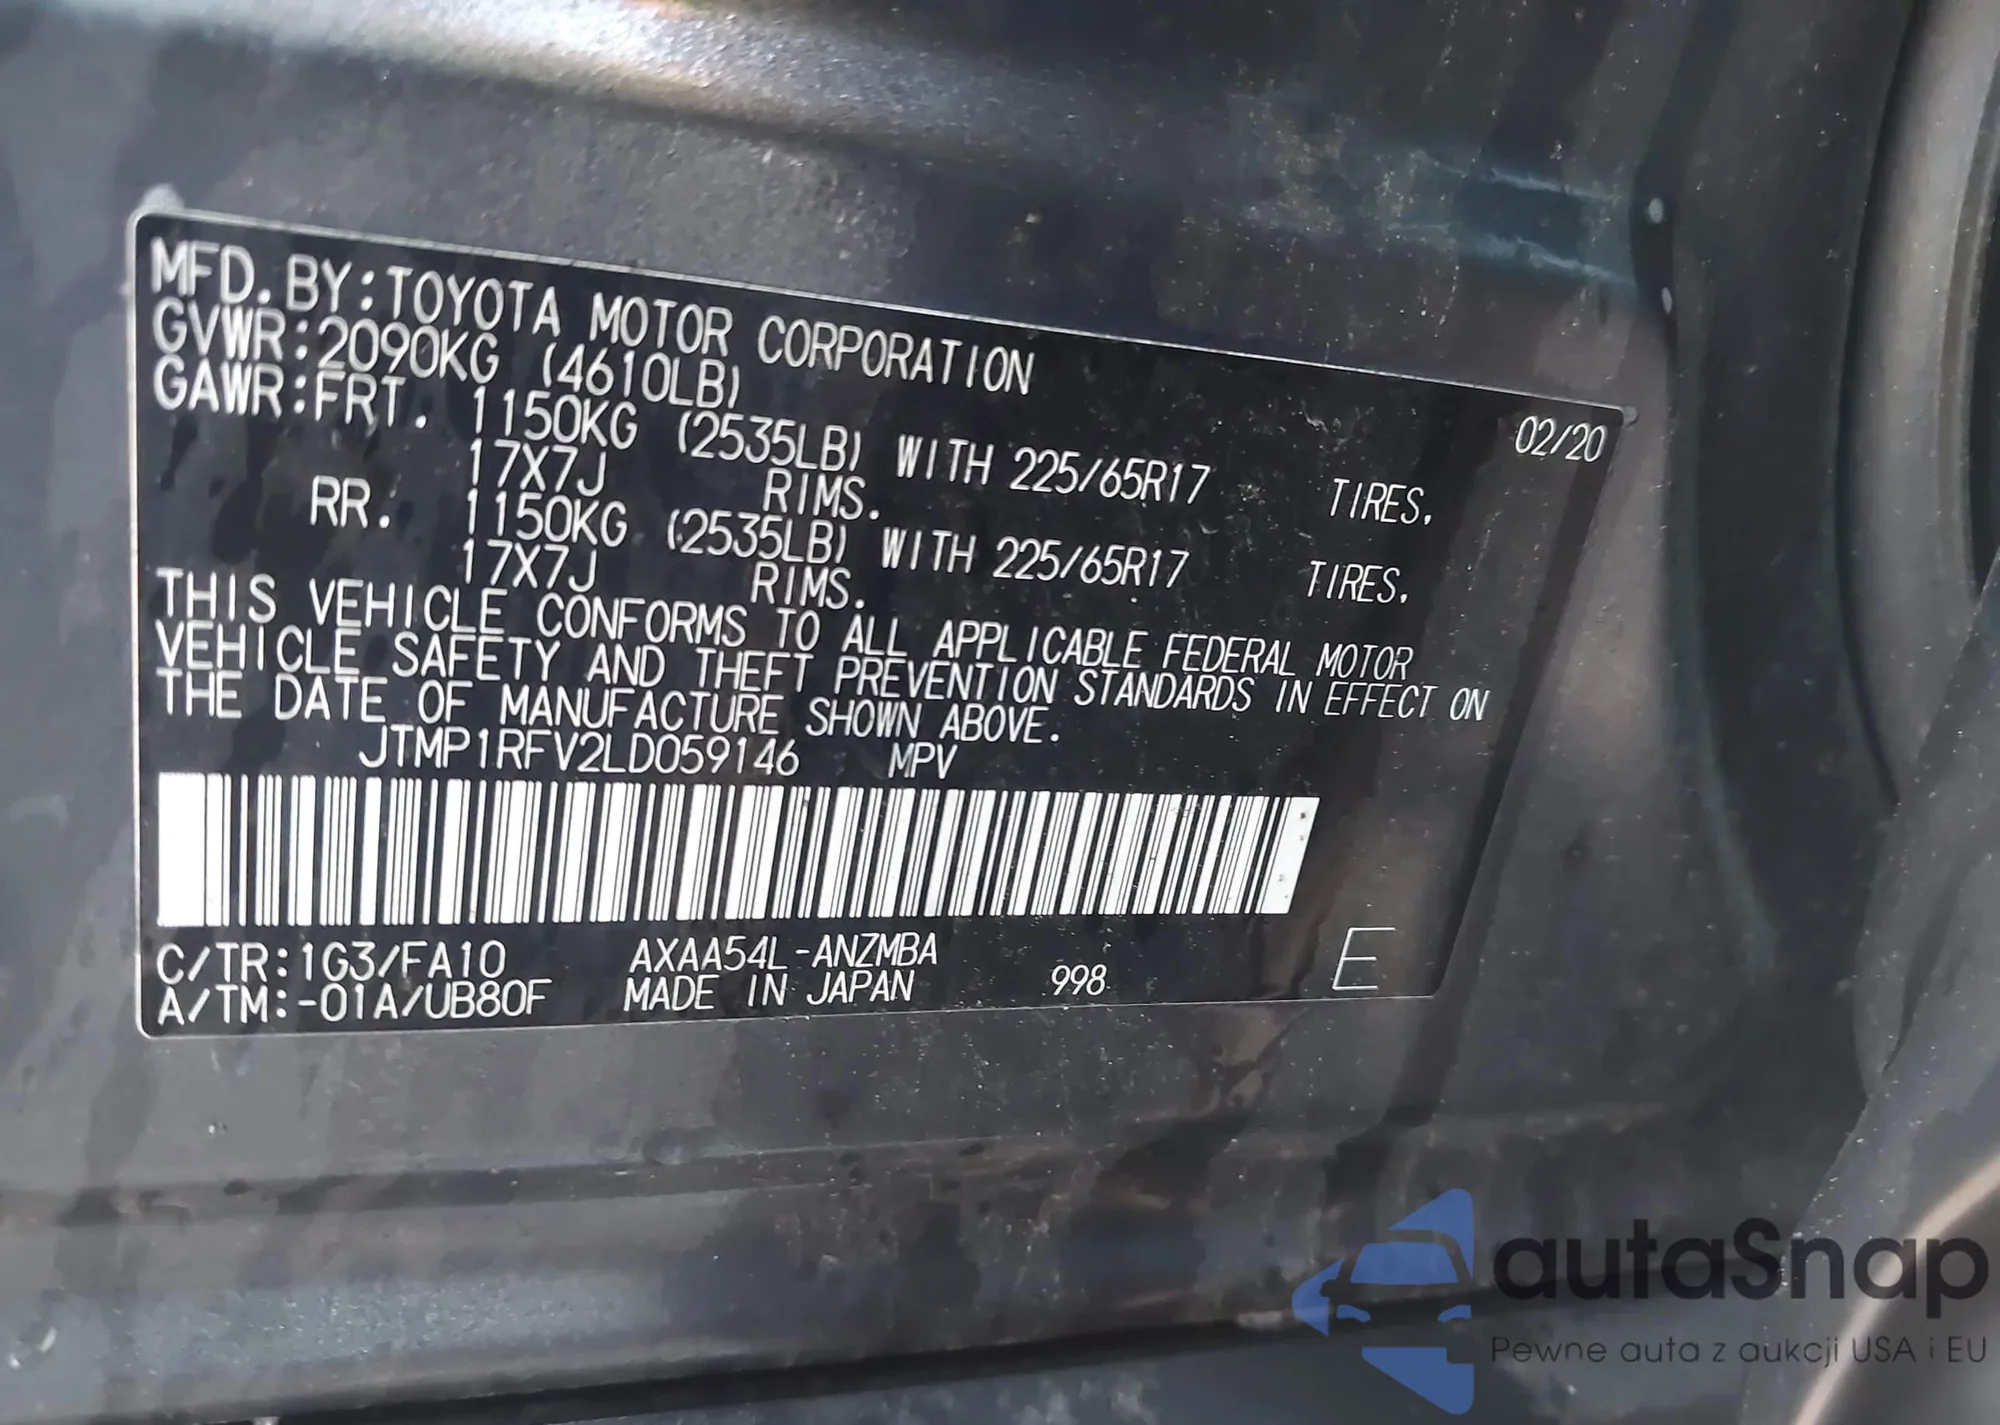 MFD. BY:TOYOTA MOTOR CORPORATION 02/20
GVWR:2090KG (4610LB)
GAWR:FRT. 1150KG (2535LB) WITH 225/65R17 TIRES.
17X7J RIMS.
RR. 1150KG (2535LB) WITH 225/65R17 TIRES.
17X7J RIMS.
THIS VEHICLE CONFORMS TO ALL APPLICABLE FEDERAL MOTOR
VEHICLE SAFETY AND THEFT PREVENTION STANDARDS IN EFFECT ON
THE DATE OF MANUFACTURE SHOWN ABOVE.
JTMP1RFV2LD059146 MPV
C/TR:1G3/FA10 AXAA54L-ANZMBA
A/TM:-01A/UB80F MADE IN JAPAN 998 E
autaSnap
Pewne auta z aukcji USA i EU